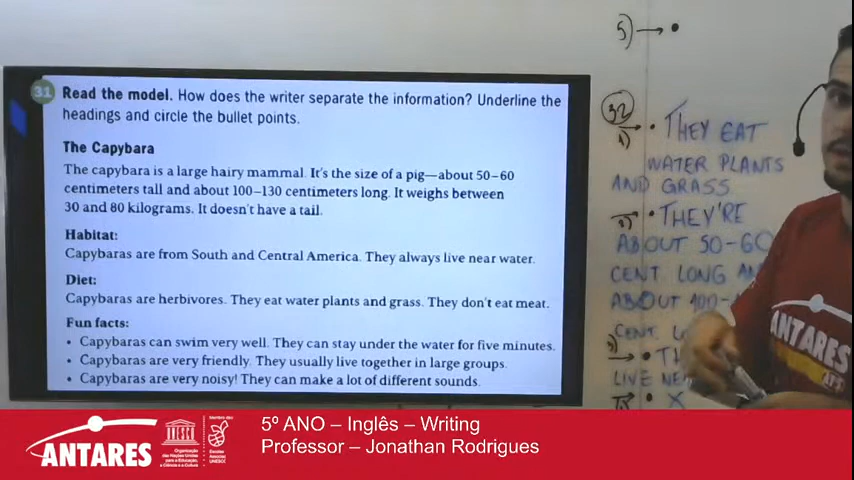 31 Read the model. How does the writer separate the information? Underline the
headings and circle the bullet points.
The Capybara
The capybara is a large hairy mammal. It's the size of a pig—about 50–60
centimeters tall and about 100–130 centimeters long. It weighs between
30 and 80 kilograms. It doesn't have a tail.
Habitat:
Capybaras are from South and Central America. They always live near water.
Diet:
Capybaras are herbivores. They eat water plants and grass. They don't eat meat.
Fun facts:
• Capybaras can swim very well. They can stay under the water for five minutes.
• Capybaras are very friendly. They usually live together in large groups.
• Capybaras are very noisy! They can make a lot of different sounds.
5) → •
32
1) → • THEY EAT
WATER PLANTS
AND GRASS
2) → • THEY'RE
ABOUT 50-60
CENT. LONG
ABOUT
CENT.
3) → •
LIVE
• X
ANTARES
ANTARES
UNESCO
5º ANO – Inglês – Writing
Professor – Jonathan Rodrigues